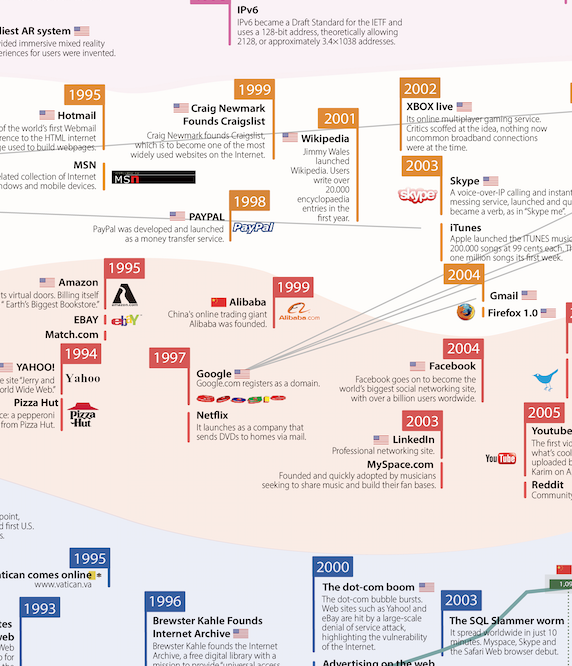 IPv6
IPv6 became a Draft Standard for the IETF and
uses a 128-bit address, theoretically allowing
2128, or approximately 3.4×1038 addresses.
liest AR system
vided immersive mixed reality
eriences for users were invented.
1995
Hotmail
of the world's first Webmail
rence to the HTML internet
ge used to build webpages.
MSN
elated collection of Internet
ndows and mobile devices.
msn
1999
Craig Newmark
Founds Craigslist
Craig Newmark founds Craigslist,
which is to become one of the most
widely used websites on the Internet.
2001
Wikipedia
Jimmy Wales
launched
Wikipedia. Users
write over
20,000
encyclopaedia
entries in the
first year.
2002
XBOX live
Its online multiplayer gaming service.
Critics scoffed at the idea, nothing now
uncommon broadband connections
were at the time.
2003
skype
Skype
A voice-over-IP calling and instant
messing service, launched and qu
became a verb, as in “Skype me”.
iTunes
Apple launched the ITUNES music
200,000 songs at 99 cents each. Th
one million songs its first week.
1998
PAYPAL
PayPal was developed and launched
as a money transfer service.
PayPal
2004
Gmail
Firefox 1.0
1995
Amazon
ts virtual doors. Billing itself
“ Earth's Biggest Bookstore.”
amazon
EBAY
ebY
Match.com
1999
Alibaba
China's online trading giant
Alibaba was founded.
Alibaba.com
1994
YAHOO!
e site “Jerry and
orld Wide Web.”
Yahoo
Pizza Hut
ce: a pepperoni
from Pizza Hut.
Pizza
Hut
1997
Google
Google.com registers as a domain.
Netflix
It launches as a company that
sends DVDs to homes via mail.
2004
Facebook
Facebook goes on to become the
world's biggest social networking site,
with over a billion users worldwide.
2003
LinkedIn
Professional networking site.
MySpace.com
Founded and quickly adopted by musicians
seeking to share music and build their fan bases.
2005
YouTube
Youtube
The first vid
what's cool
uploaded b
Karim on A
Reddit
Community
point,
d first U.S.
s.
1995
atican comes online
www.vatican.va
1993
tes
web
Web
b for
1996
Brewster Kahle Founds
Internet Archive
Brewster Kahle founds the Internet
Archive, a free digital library with a
mission to provide “universal access
2000
The dot-com boom
The dot-com bubble bursts.
Web sites such as Yahoo! and
eBay are hit by a large-scale
denial of service attack,
highlighting the vulnerability
of the Internet.
Advertising on the web
2003
The SQL Slammer worm
It spread worldwide in just 10
minutes. Myspace, Skype and
the Safari Web browser debut.
1,09